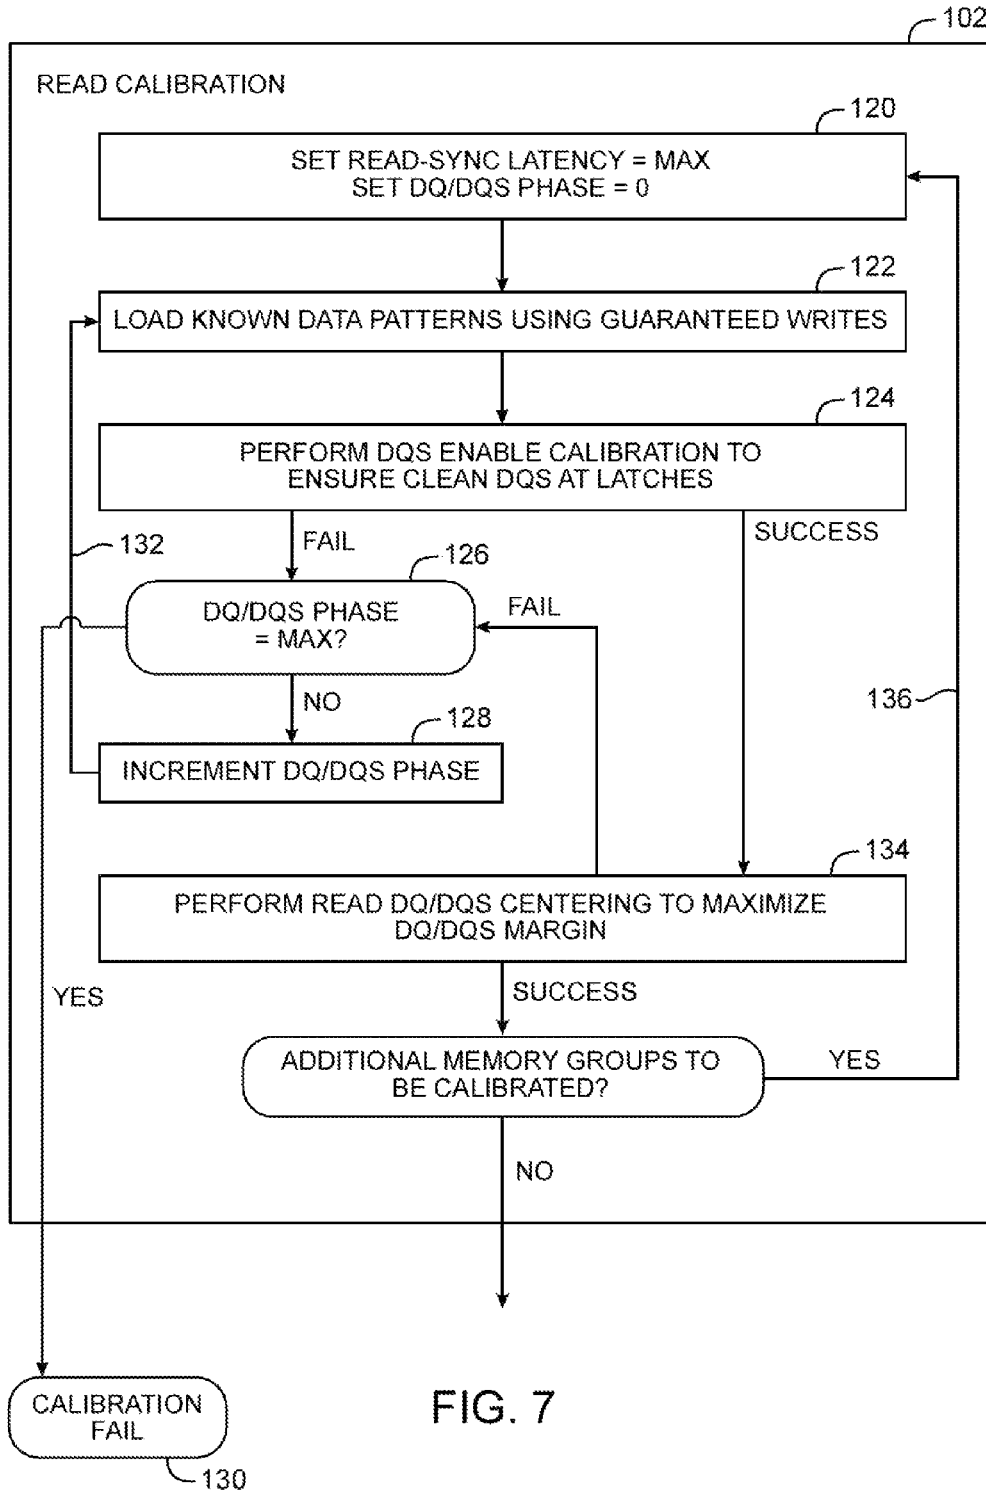 102
READ CALIBRATION
120
SET READ-SYNC LATENCY = MAX
SET DQ/DQS PHASE = 0
122
LOAD KNOWN DATA PATTERNS USING GUARANTEED WRITES
124
PERFORM DQS ENABLE CALIBRATION TO
ENSURE CLEAN DQS AT LATCHES
FAIL
SUCCESS
132
126
DQ/DQS PHASE
= MAX?
FAIL
NO
136
128
INCREMENT DQ/DQS PHASE
134
PERFORM READ DQ/DQS CENTERING TO MAXIMIZE
DQ/DQS MARGIN
YES
SUCCESS
ADDITIONAL MEMORY GROUPS TO
BE CALIBRATED?
YES
NO
CALIBRATION
FAIL
130
FIG. 7